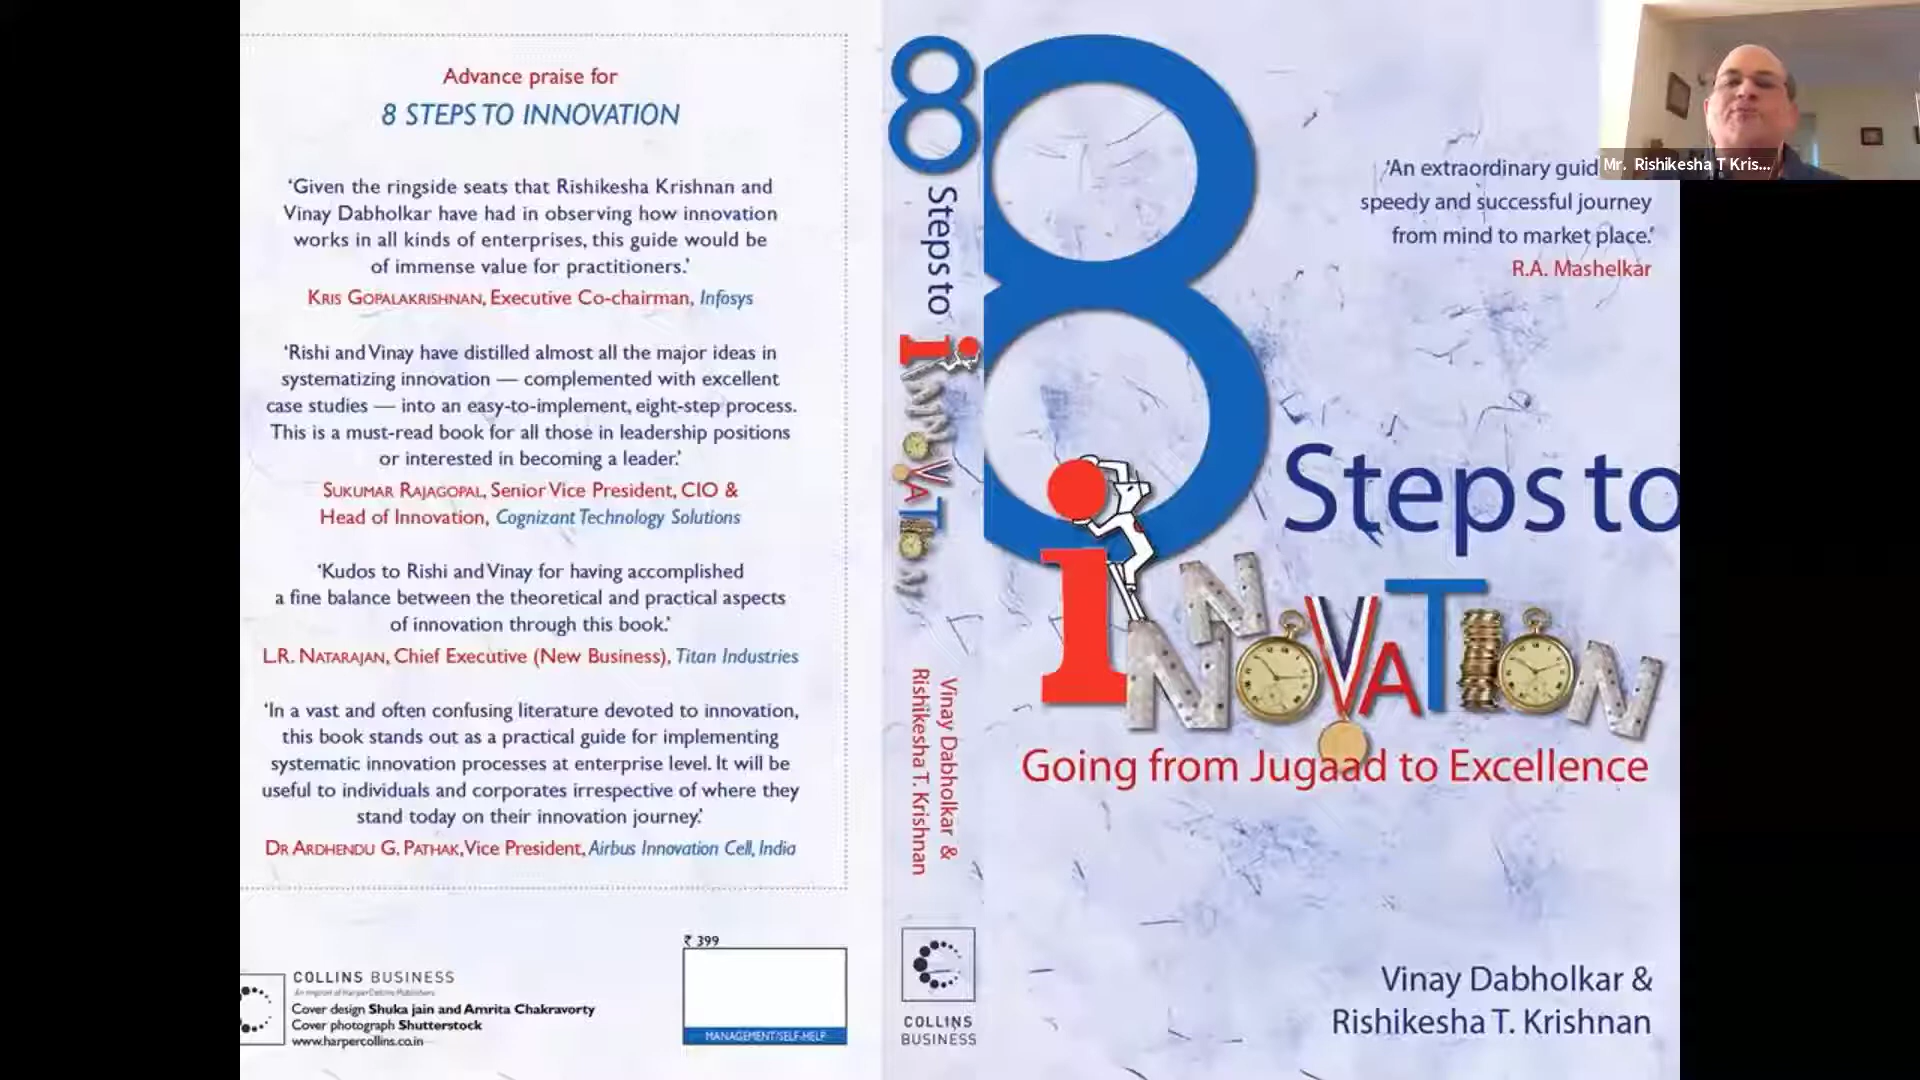 Advance praise for
8 STEPS TO INNOVATION
‘Given the ringside seats that Rishikesha Krishnan and
Vinay Dabholkar have had in observing how innovation
works in all kinds of enterprises, this guide would be
of immense value for practitioners.’
KRIS GOPALAKRISHNAN, Executive Co-chairman, Infosys
‘Rishi and Vinay have distilled almost all the major ideas in
systematizing innovation — complemented with excellent
case studies — into an easy-to-implement, eight-step process.
This is a must-read book for all those in leadership positions
or interested in becoming a leader.’
SUKUMAR RAJAGOPAL, Senior Vice President, CIO &
Head of Innovation, Cognizant Technology Solutions
‘Kudos to Rishi and Vinay for having accomplished
a fine balance between the theoretical and practical aspects
of innovation through this book.’
L.R. NATARAJAN, Chief Executive (New Business), Titan Industries
‘In a vast and often confusing literature devoted to innovation,
this book stands out as a practical guide for implementing
systematic innovation processes at enterprise level. It will be
useful to individuals and corporates irrespective of where they
stand today on their innovation journey.’
DR ARDHENDU G. PATHAK, Vice President, Airbus Innovation Cell, India
₹ 399
COLLINS BUSINESS
An imprint of HarperCollins Publishers
Cover design Shuka jain and Amrita Chakravorty
Cover photograph Shutterstock
www.harpercollins.co.in
MANAGEMENT/SELF-HELP
8 Steps to iNNOVATION
Vinay Dabholkar &
Rishikesha T. Krishnan
COLLINS
BUSINESS
‘An extraordinary guid
speedy and successful journey
from mind to market place.’
R.A. Mashelkar
8
Steps to
iNNOVATION
Going from Jugaad to Excellence
Vinay Dabholkar &
Rishikesha T. Krishnan
Mr. Rishikesha T Kris...